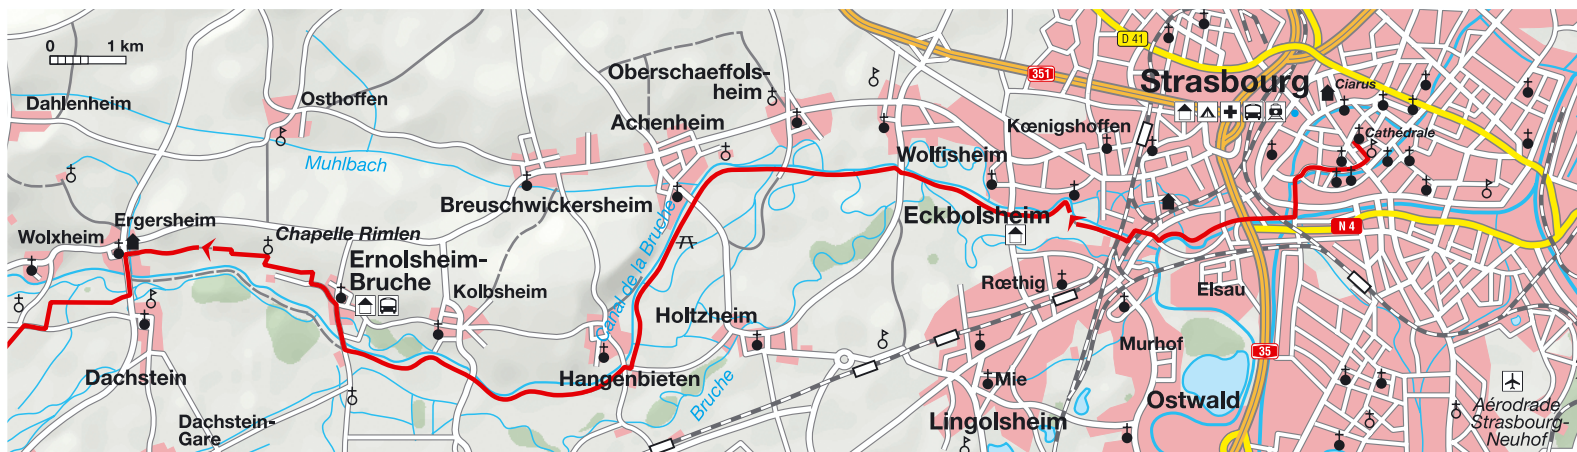 0 1 km
D 41
351
Strasbourg
Ciarus
Cathédrale
Oberschaeffols-
heim
Dahlenheim
Osthoffen
Achenheim
Kœnigshoffen
Muhlbach
Wolfisheim
Breuschwickersheim
Eckbolsheim
Ergersheim
Wolxheim
Chapelle Rimlen
N 4
Ernolsheim-
Bruche
Canal de la Bruche
Kolbsheim
Rœthig
Elsau
Holtzheim
Murhof
35
Dachstein
Hangenbieten
Bruche
Mie
Ostwald
Lingolsheim
Dachstein-
Gare
Aérodrade
Strasbourg-
Neuhof